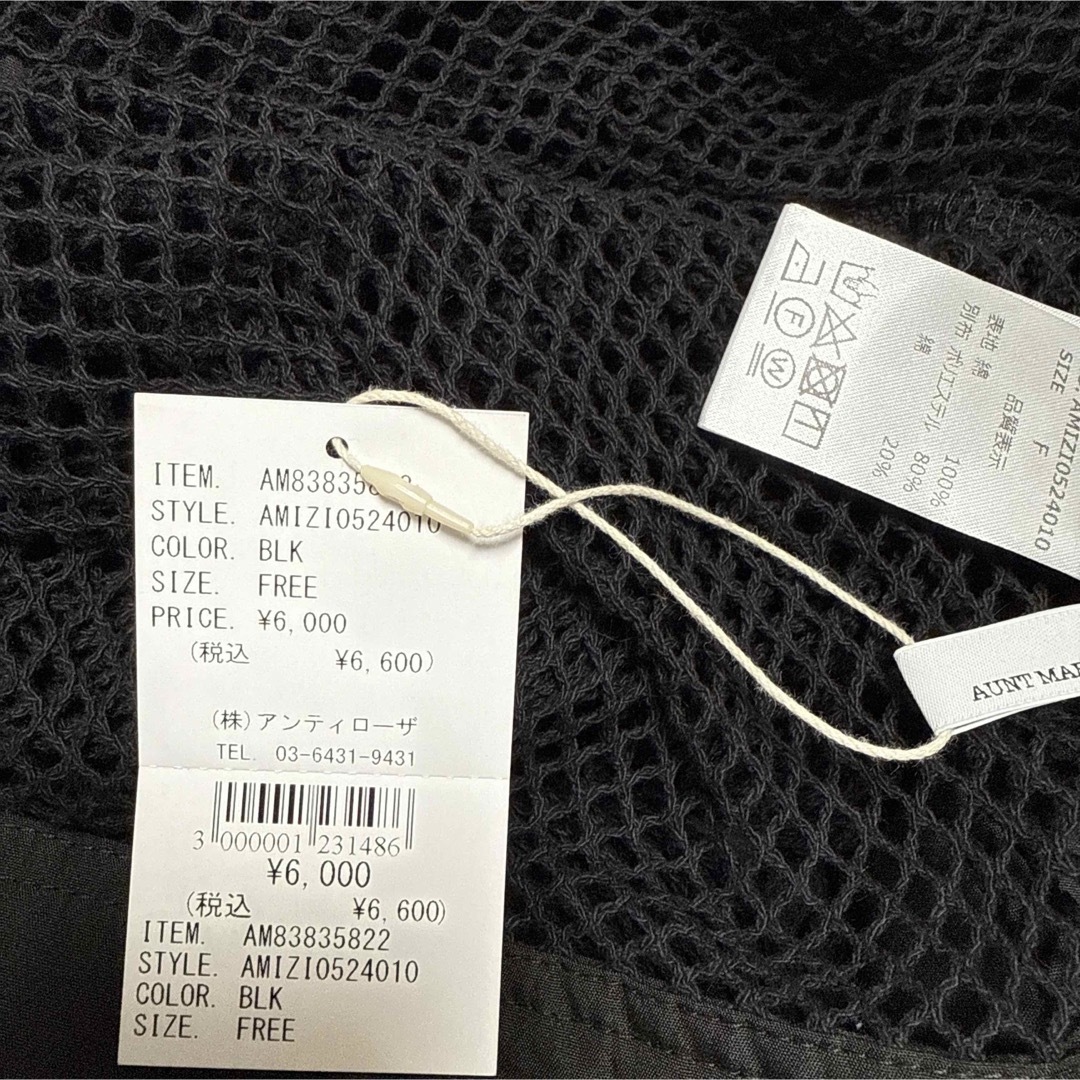 ITEM. AM838358
STYLE. AMIZI0524010
COLOR. BLK
SIZE. FREE
PRICE. ¥6,000
(税込 ¥6,600)
(株)アンティローザ
TEL. 03-6431-9431
3 000001 231486
¥6,000
(税込 ¥6,600)
ITEM. AM83835822
STYLE. AMIZI0524010
COLOR. BLK
SIZE. FREE
AMIZI0524010
SIZE F
品質表示
表地 綿 100%
別布 ポリエステル 80%
綿 20%
F
W
AUNT MA